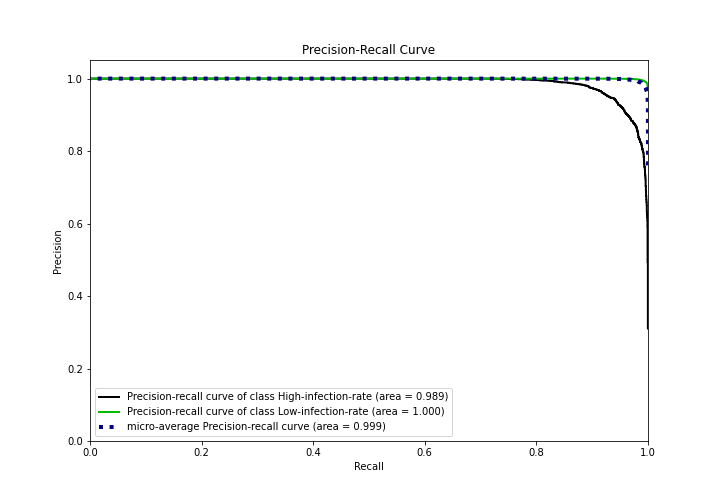 Precision-Recall Curve
1.0
0.8
0.6
0.4
0.2
0.0
Precision
Precision-recall curve of class High-infection-rate (area = 0.989)
Precision-recall curve of class Low-infection-rate (area = 1.000)
micro-average Precision-recall curve (area = 0.999)
0.0 0.2 0.4 0.6 0.8 1.0
Recall